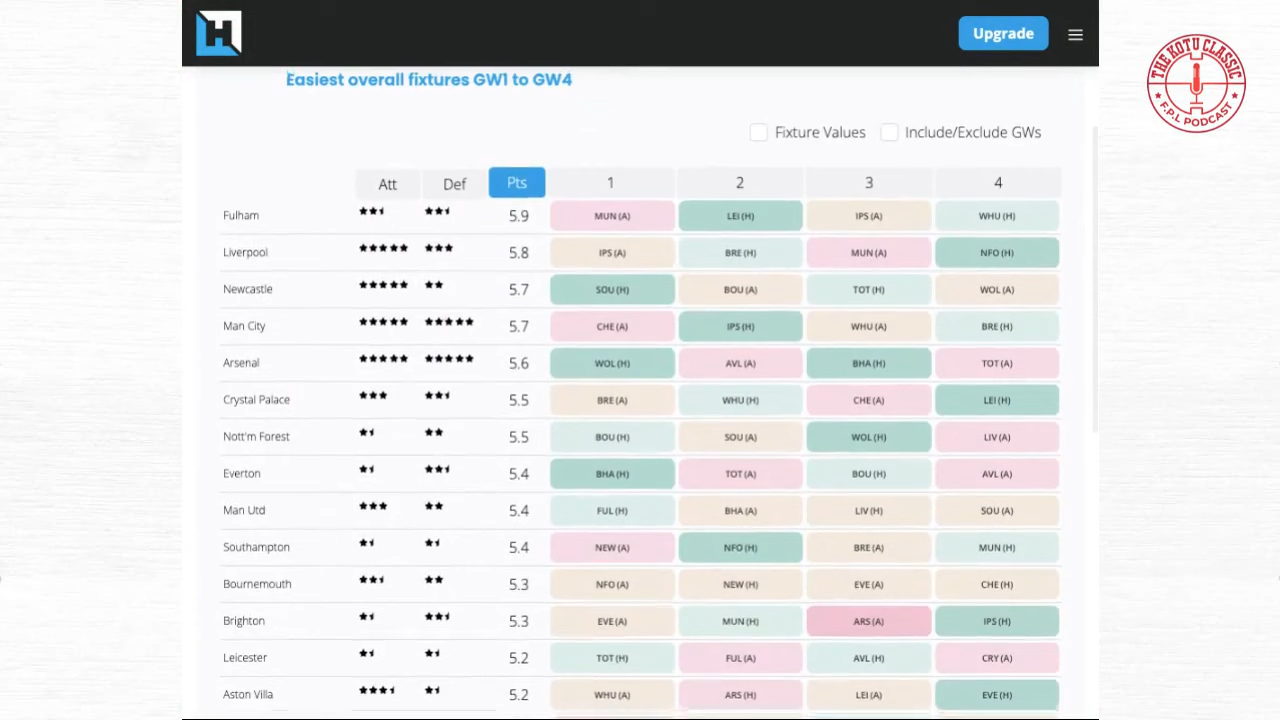 H
Upgrade
THE KOTU CLASSIC
F.P.L PODCAST
Easiest overall fixtures GW1 to GW4
Fixture Values Include/Exclude GWs
Att Def Pts 1 2 3 4
Fulham 5.9 MUN (A) LEI (H) IPS (A) WHU (H)
Liverpool 5.8 IPS (A) BRE (H) MUN (A) NFO (H)
Newcastle 5.7 SOU (H) BOU (A) TOT (H) WOL (A)
Man City 5.7 CHE (A) IPS (H) WHU (A) BRE (H)
Arsenal 5.6 WOL (H) AVL (A) BHA (H) TOT (A)
Crystal Palace 5.5 BRE (A) WHU (H) CHE (A) LEI (H)
Nott'm Forest 5.5 BOU (H) SOU (A) WOL (H) LIV (A)
Everton 5.4 BHA (H) TOT (A) BOU (H) AVL (A)
Man Utd 5.4 FUL (H) BHA (A) LIV (H) SOU (A)
Southampton 5.4 NEW (A) NFO (H) BRE (A) MUN (H)
Bournemouth 5.3 NFO (A) NEW (H) EVE (A) CHE (H)
Brighton 5.3 EVE (A) MUN (H) ARS (A) IPS (H)
Leicester 5.2 TOT (H) FUL (A) AVL (H) CRY (A)
Aston Villa 5.2 WHU (A) ARS (H) LEI (A) EVE (H)